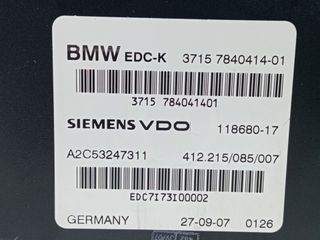 BMW EDC-K 3715 7840414-01
3715 784041401
SIEMENS VDO 118680-17
A2C53247311 412.215/085/007
EDC7I73I00002
GERMANY 27-09-07 0126